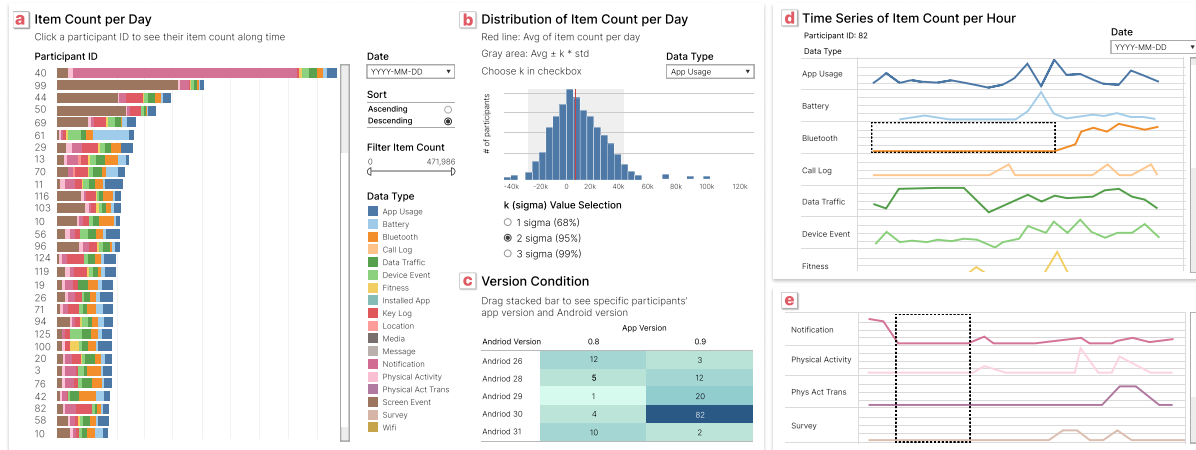 a Item Count per Day
Click a participant ID to see their item count along time
Participant ID
40
99
44
50
69
61
29
13
70
11
116
103
10
56
96
124
119
19
26
71
94
125
100
20
3
76
42
82
58
10
Date
YYYY-MM-DD
Sort
Ascending
Descending
Filter Item Count
0 471,986
Data Type
App Usage
Battery
Bluetooth
Call Log
Data Traffic
Device Event
Fitness
Installed App
Key Log
Location
Media
Message
Notification
Physical Activity
Physical Act Trans
Screen Event
Survey
Wifi
b Distribution of Item Count per Day
Red line: Avg of item count per day
Gray area: Avg ± k * std
Choose k in checkbox
Data Type
App Usage
# of participants
-40k -20k 0 20k 40k 60k 80k 100k 120k
k (sigma) Value Selection
1 sigma (68%)
2 sigma (95%)
3 sigma (99%)
c Version Condition
Drag stacked bar to see specific participants'
app version and Android version
App Version
Andriod Version 0.8 0.9
Andriod 26 12 3
Andriod 28 5 12
Andriod 29 1 20
Andriod 30 4 82
Andriod 31 10 2
d Time Series of Item Count per Hour
Participant ID: 82
Date
YYYY-MM-DD
Data Type
App Usage
Battery
Bluetooth
Call Log
Data Traffic
Device Event
Fitness
e
Notification
Physical Activity
Phys Act Trans
Survey